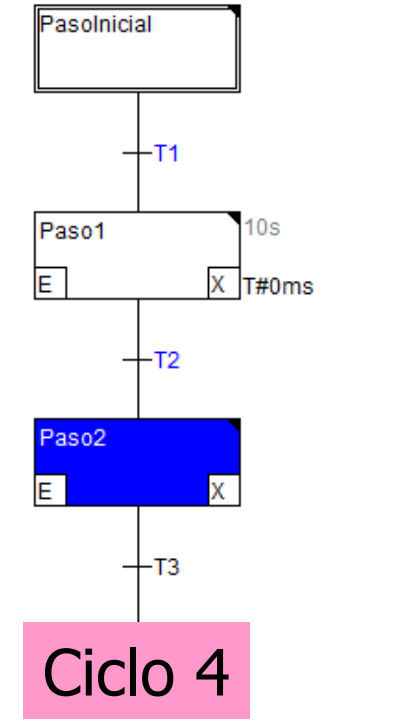 PasoInicial
T1
Paso1
10s
E
X
T#0ms
T2
Paso2
E
X
T3
Ciclo 4